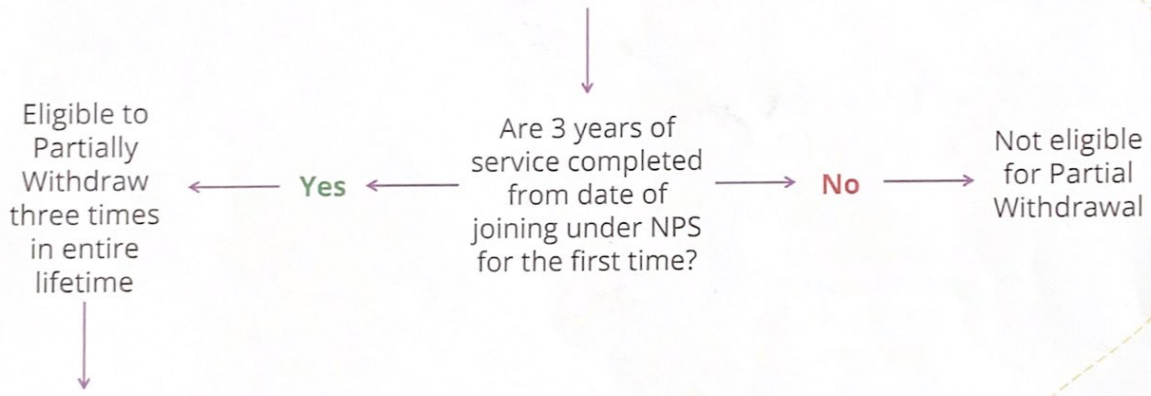 Eligible to
Partially
Withdraw
three times
in entire
lifetime
Yes
Are 3 years of
service completed
from date of
joining under NPS
for the first time?
No
Not eligible
for Partial
Withdrawal